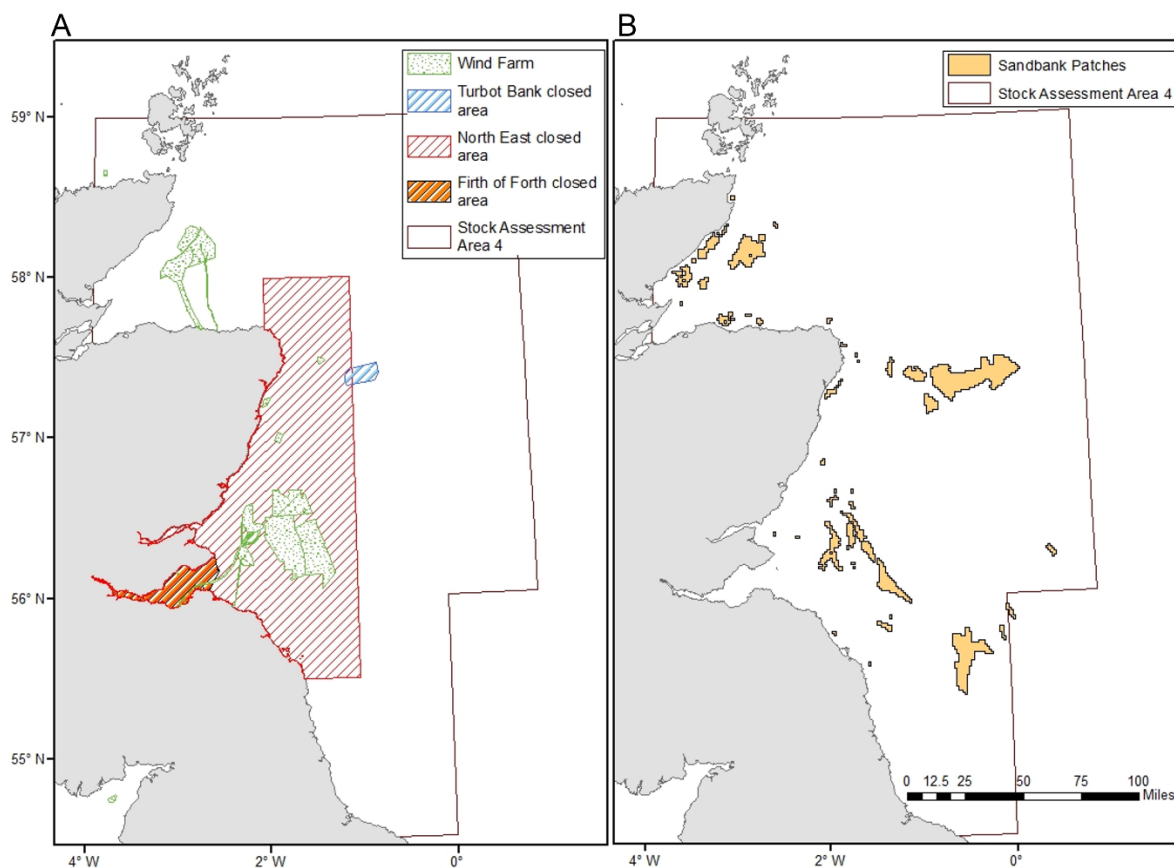 A
B
Wind Farm
Turbot Bank closed
area
North East closed
area
Firth of Forth closed
area
Stock Assessment
Area 4
Sandbank Patches
Stock Assessment Area 4
59° N
58° N
57° N
56° N
55° N
0 12.5 25 50 75 100
Miles
4° W 2° W 0°
4° W 2° W 0°